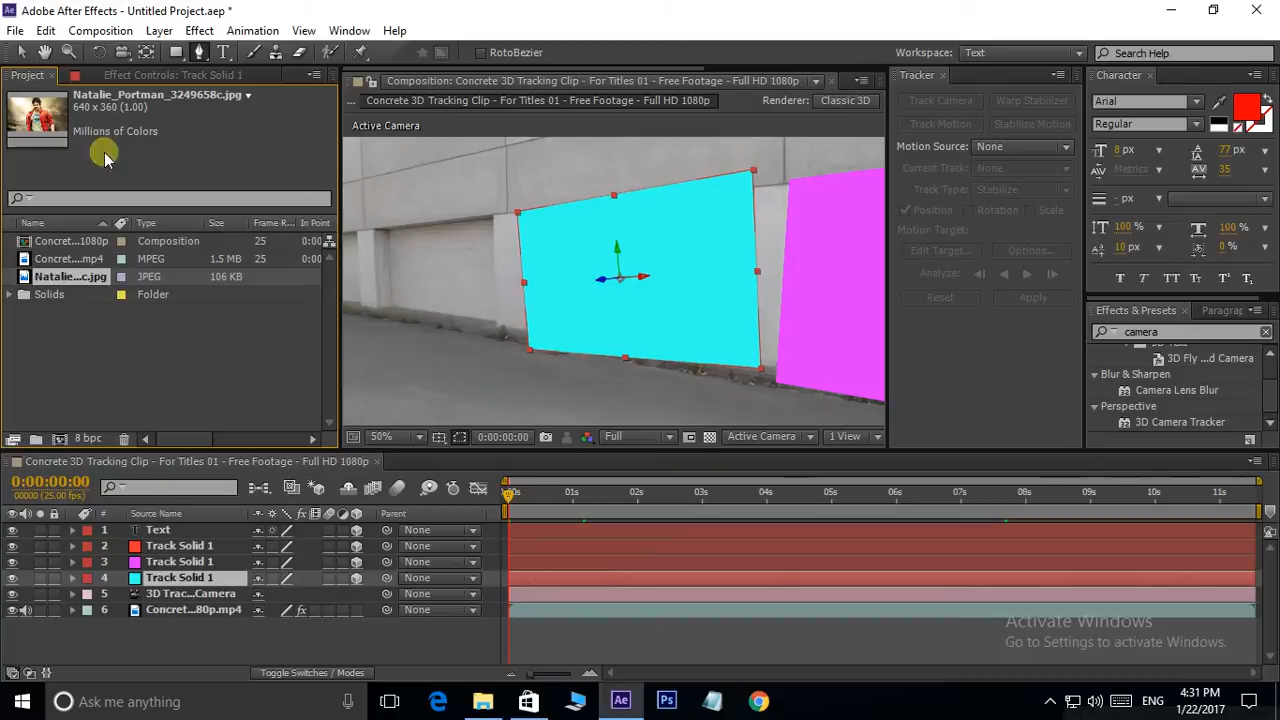 Adobe After Effects - Untitled Project.aep *
File Edit Composition Layer Effect Animation View Window Help
RotoBezier
Workspace: Text
Search Help
Project
Effect Controls: Track Solid 1
Natalie_Portman_3249658c.jpg
640 x 360 (1.00)
Millions of Colors
Name Type Size Frame R... In Point
Concret...1080p Composition 25 0:00
Concret....mp4 MPEG 1.5 MB 25 0:00
Natalie...c.jpg JPEG 106 KB
Solids Folder
8 bpc
Composition: Concrete 3D Tracking Clip - For Titles 01 - Free Footage - Full HD 1080p
Concrete 3D Tracking Clip - For Titles 01 - Free Footage - Full HD 1080p
Renderer: Classic 3D
Active Camera
50% 0:00:00:00 Full Active Camera 1 View
Tracker
Track Camera Warp Stabilizer
Track Motion Stabilize Motion
Motion Source: None
Current Track: None
Track Type: Stabilize
Position Rotation Scale
Motion Target:
Edit Target... Options...
Analyze:
Reset Apply
Character
Arial
Regular
8 px 77 %
Metrics 35
- px
100 % 100 %
10 px 0 %
T T TT Tt T' T,
Effects & Presets Paragrap
camera
3D Text
3D Fly ...d Camera
Blur & Sharpen
Camera Lens Blur
Perspective
3D Camera Tracker
Concrete 3D Tracking Clip - For Titles 01 - Free Footage - Full HD 1080p
0:00:00:00
00000 (25.00 fps)
01s 02s 03s 04s 05s 06s 07s 08s 09s 10s 11s
# Source Name Parent
1 Text None
2 Track Solid 1 None
3 Track Solid 1 None
4 Track Solid 1 None
5 3D Trac...Camera None
6 Concret...80p.mp4 None
Toggle Switches / Modes
Activate Windows
Go to Settings to activate Windows.
Ask me anything
ENG
4:31 PM
1/22/2017